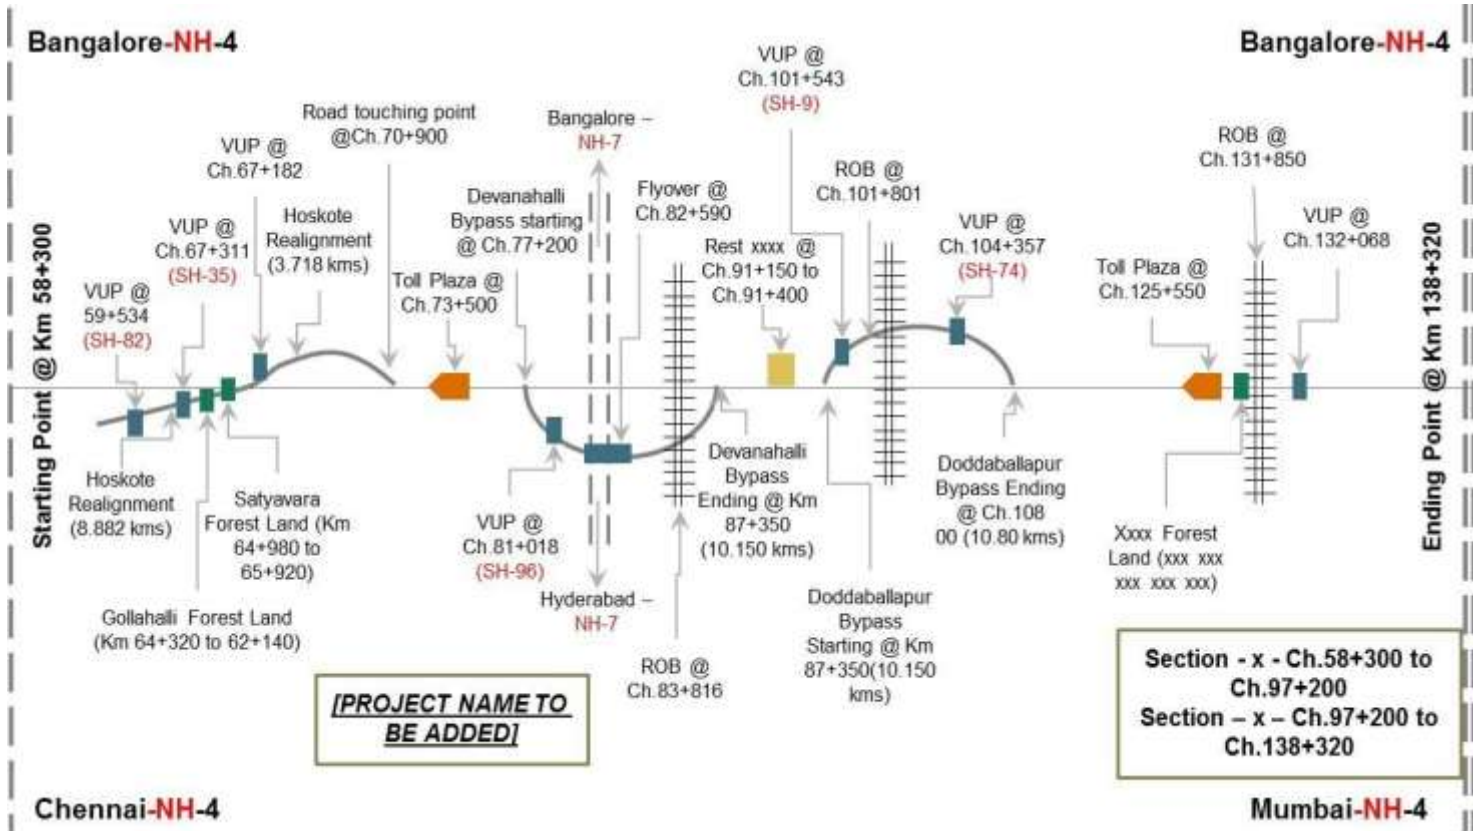 Bangalore-NH-4
Bangalore-NH-4
VUP @
Ch.101+543
(SH-9)
Road touching point
@Ch.70+900
Bangalore –
NH-7
VUP @
Ch.67+182
ROB @
Ch.131+850
ROB @
Ch.101+801
Devanahalli
Bypass starting
@ Ch.77+200
Flyover @
Ch.82+590
Hoskote
Realignment
(3.718 kms)
VUP @
Ch.67+311
(SH-35)
VUP @
Ch.104+357
(SH-74)
VUP @
Ch.132+068
Rest xxxx @
Ch.91+150 to
Ch.91+400
Toll Plaza @
Ch.73+500
Toll Plaza @
Ch.125+550
VUP @
59+534
(SH-82)
Starting Point @ Km 58+300
Ending Point @ Km 138+320
Hoskote
Realignment
(8.882 kms)
Satyavara
Forest Land (Km
64+980 to
65+920)
VUP @
Ch.81+018
(SH-96)
Devanahalli
Bypass
Ending @ Km
87+350
(10.150 kms)
Doddaballapur
Bypass Ending
@ Ch.108
00 (10.80 kms)
Xxxx Forest
Land (xxx xxx
xxx xxx xxx)
Gollahalli Forest Land
(Km 64+320 to 62+140)
Hyderabad –
NH-7
Doddaballapur
Bypass
Starting @ Km
87+350(10.150
kms)
ROB @
Ch.83+816
[PROJECT NAME TO
BE ADDED]
Section - x - Ch.58+300 to
Ch.97+200
Section – x – Ch.97+200 to
Ch.138+320
Chennai-NH-4
Mumbai-NH-4